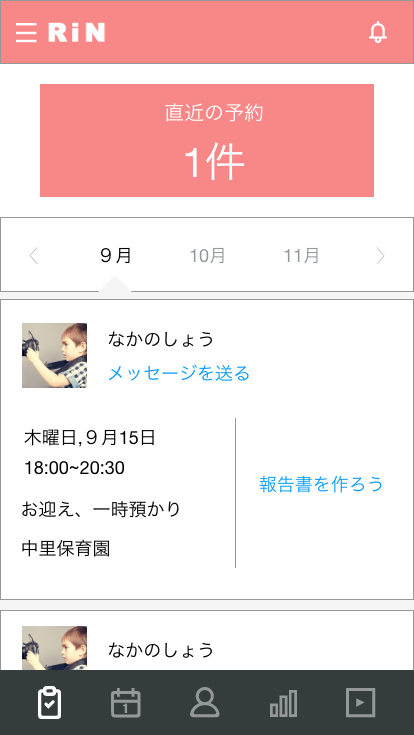 RiN
直近の予約
1件
９月
10月
11月
なかのしょう
メッセージを送る
木曜日,９月15日
18:00~20:30
お迎え、一時預かり
中里保育園
報告書を作ろう
なかのしょう
1